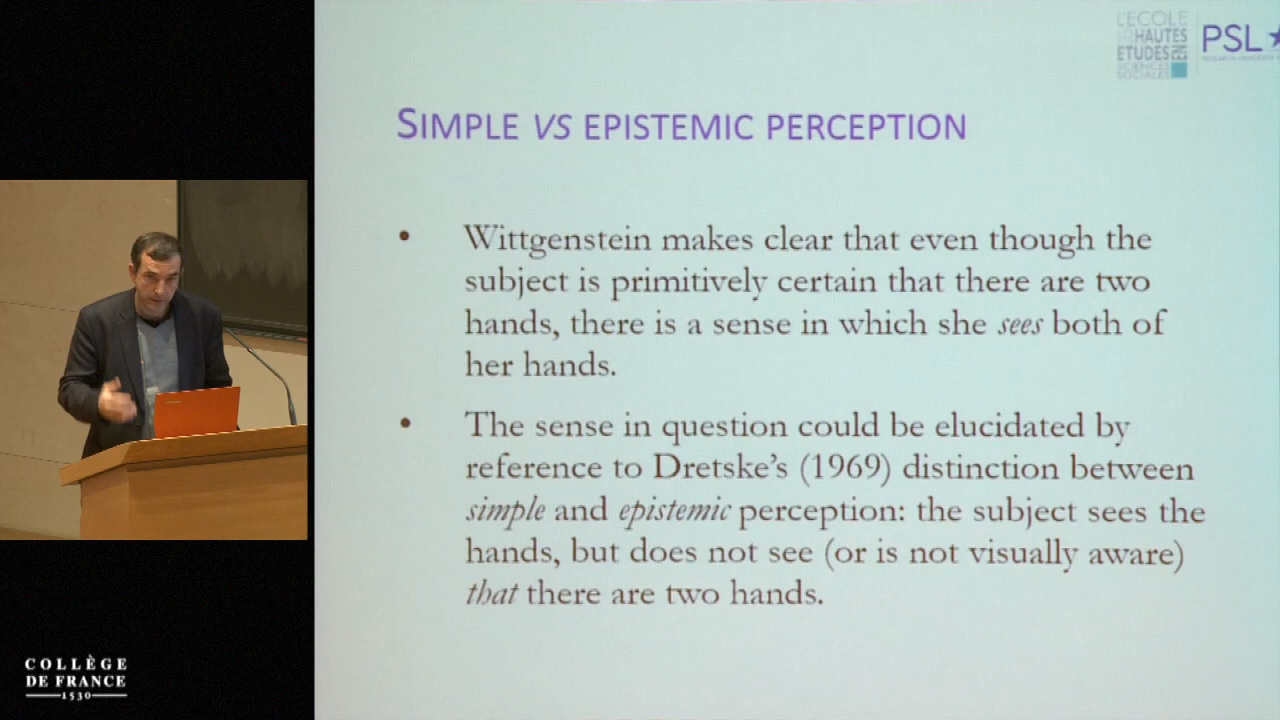 L'ECOLE
HAUTES
ETUDES EN
SCIENCES
SOCIALES
PSL
SIMPLE VS EPISTEMIC PERCEPTION
• Wittgenstein makes clear that even though the
subject is primitively certain that there are two
hands, there is a sense in which she sees both of
her hands.
• The sense in question could be elucidated by
reference to Dretske's (1969) distinction between
simple and epistemic perception: the subject sees the
hands, but does not see (or is not visually aware)
that there are two hands.
COLLÈGE
DE FRANCE
1530